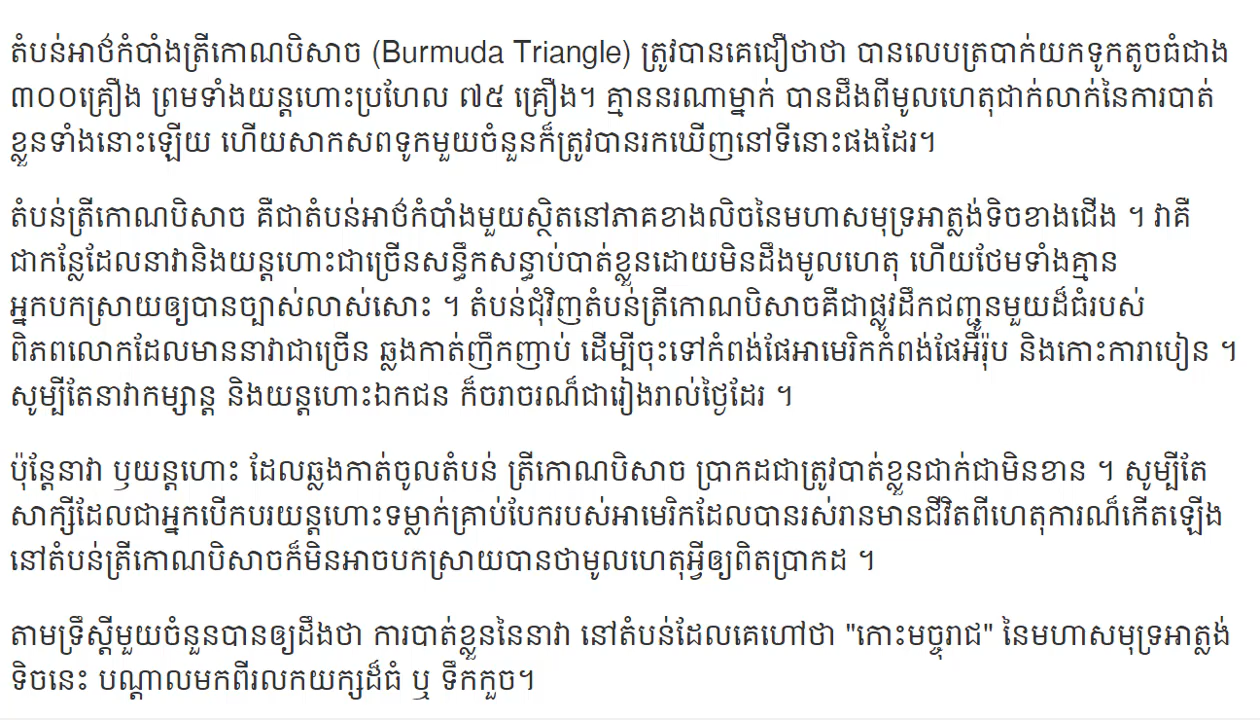 តំបន់អាថ៌កំបាំងត្រីកោណបិសាច (Burmuda Triangle) ត្រូវបានគេជឿថាថា បានលេបត្របាក់យកទូកតូចធំជាង
៣០០គ្រឿង ព្រមទាំងយន្តហោះប្រហែល ៧៥ គ្រឿង។ គ្មាននរណាម្នាក់ បានដឹងពីមូលហេតុជាក់លាក់នៃការបាត់
ខ្លួនទាំងនោះឡើយ ហើយសាកសពទូកមួយចំនួនក៏ត្រូវបានរកឃើញនៅទីនោះផងដែរ។
តំបន់ត្រីកោណបិសាច គឺជាតំបន់អាថ៌កំបាំងមួយស្ថិតនៅភាគខាងលិចនៃមហាសមុទ្រអាត្លង់ទិចខាងជើង ។ វាគឺ
ជាកន្លែដែលនាវានិងយន្តហោះជាច្រើនសន្ធឹកសន្ធាប់បាត់ខ្លួនដោយមិនដឹងមូលហេតុ ហើយថែមទាំងគ្មាន
អ្នកបកស្រាយឲ្យបានច្បាស់លាស់សោះ ។ តំបន់ជុំវិញតំបន់ត្រីកោណបិសាចគឺជាផ្លូវដឹកជញ្ជូនមួយដ៏ធំរបស់
ពិភពលោកដែលមាននាវាជាច្រើន ឆ្លងកាត់ញឹកញាប់ ដើម្បីចុះទៅកំពង់ផែអាមេរិកកំពង់ផែអឺរ៉ុប និងកោះការាបៀន ។
សូម្បីតែនាវាកម្សាន្ត និងយន្តហោះឯកជន ក៏ចរាចរណ៍ជារៀងរាល់ថ្ងៃដែរ ។
ប៉ុន្តែនាវា ឬយន្តហោះ ដែលឆ្លងកាត់ចូលតំបន់ ត្រីកោណបិសាច ប្រាកដជាត្រូវបាត់ខ្លួនជាក់ជាមិនខាន ។ សូម្បីតែ
សាក្សីដែលជាអ្នកបើកបរយន្តហោះទម្លាក់គ្រាប់បែករបស់អាមេរិកដែលបានរស់រានមានជីវិតពីហេតុការណ៍កើតឡើង
នៅតំបន់ត្រីកោណបិសាចក៏មិនអាចបកស្រាយបានថាមូលហេតុអ្វីឲ្យពិតប្រាកដ ។
តាមទ្រឹស្តីមួយចំនួនបានឲ្យដឹងថា ការបាត់ខ្លួននៃនាវា នៅតំបន់ដែលគេហៅថា "កោះមច្ចុរាជ" នៃមហាសមុទ្រអាត្លង់
ទិចនេះ បណ្តាលមកពីរលកយក្សដ៏ធំ ឬ ទឹកកួច។